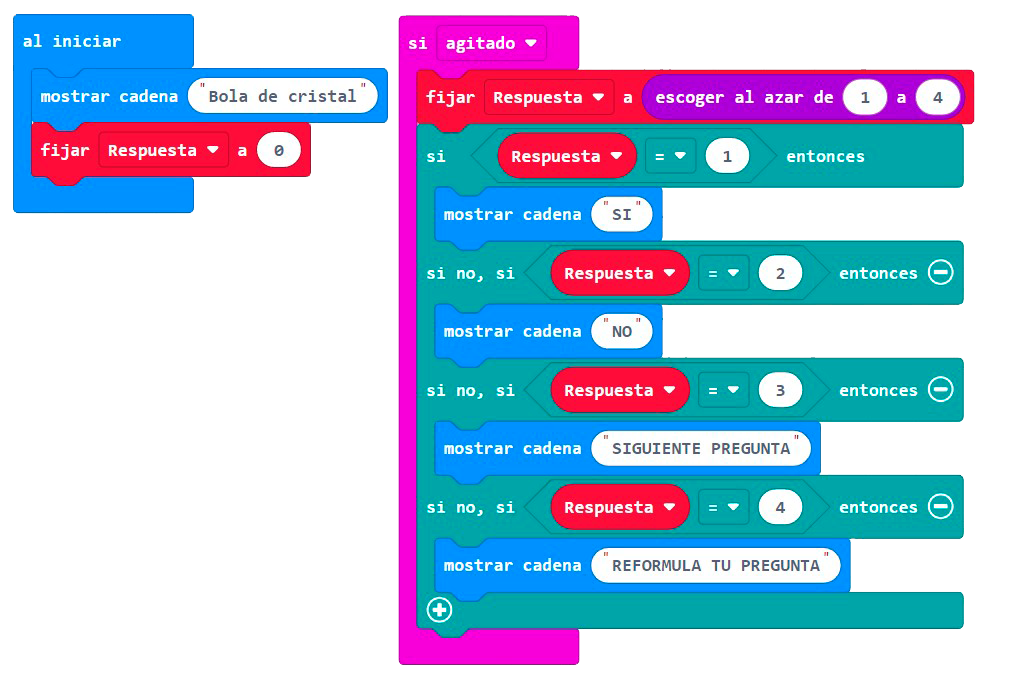 al iniciar
mostrar cadena "Bola de cristal"
fijar Respuesta a 0
si agitado
fijar Respuesta a escoger al azar de 1 a 4
si Respuesta = 1 entonces
mostrar cadena "SI"
si no, si Respuesta = 2 entonces
mostrar cadena "NO"
si no, si Respuesta = 3 entonces
mostrar cadena "SIGUIENTE PREGUNTA"
si no, si Respuesta = 4 entonces
mostrar cadena "REFORMULA TU PREGUNTA"